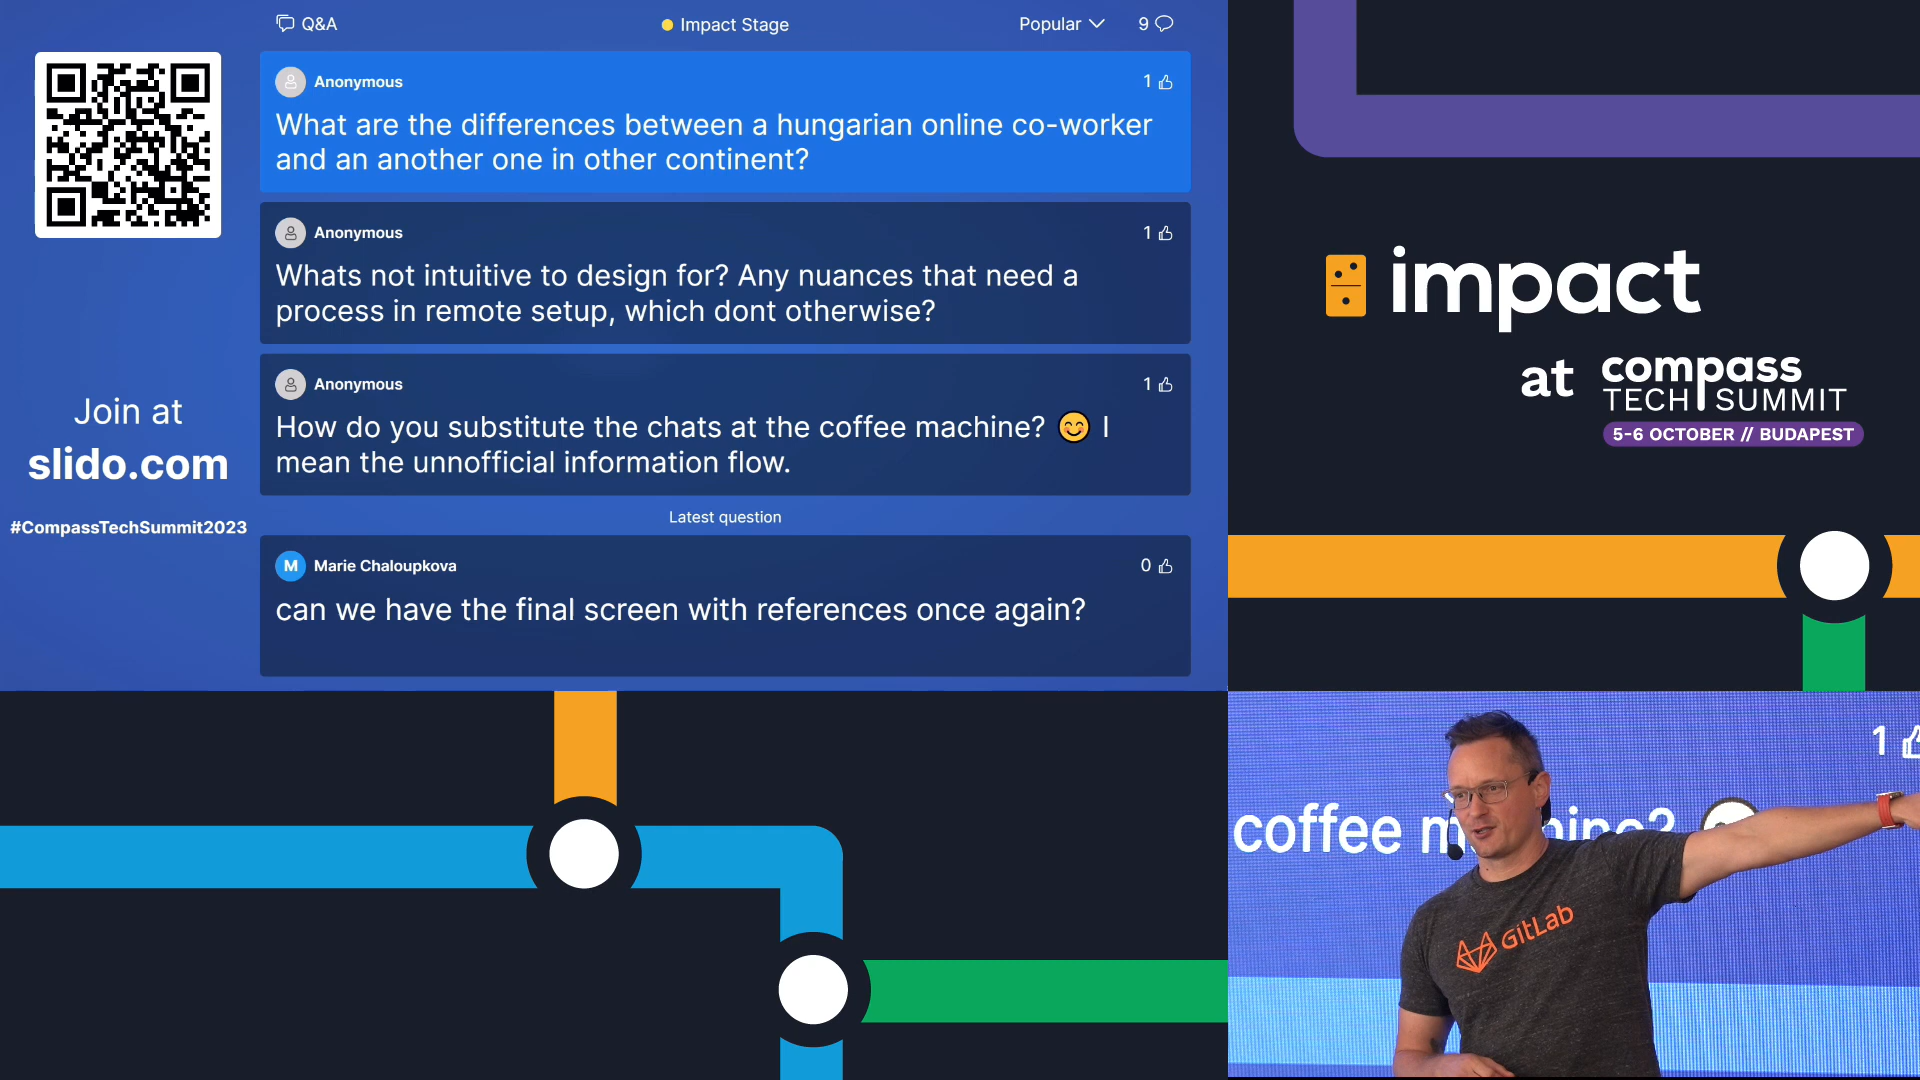 Q&A
Impact Stage
Popular
9
Anonymous
1
What are the differences between a hungarian online co-worker
and an another one in other continent?
Anonymous
1
Whats not intuitive to design for? Any nuances that need a
process in remote setup, which dont otherwise?
Anonymous
1
How do you substitute the chats at the coffee machine? 😊 I
mean the unnofficial information flow.
Latest question
M
Marie Chaloupkova
0
can we have the final screen with references once again?
Join at
slido.com
#CompassTechSummit2023
impact
at
compass
TECH SUMMIT
5-6 OCTOBER // BUDAPEST
1
coffee
GitLab